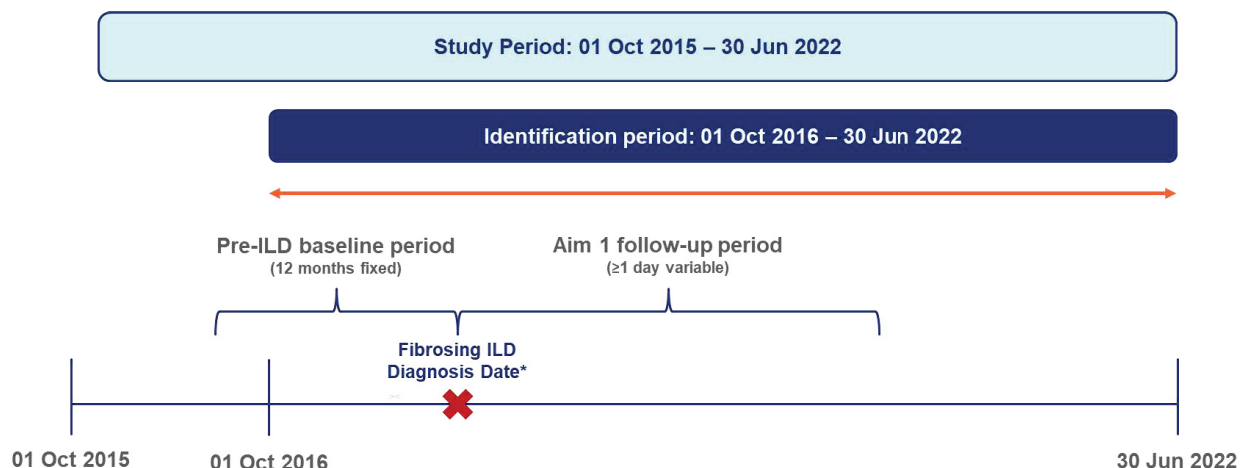 Study Period: 01 Oct 2015 – 30 Jun 2022
Identification period: 01 Oct 2016 – 30 Jun 2022
Pre-ILD baseline period
(12 months fixed)
Aim 1 follow-up period
(≥1 day variable)
Fibrosing ILD
Diagnosis Date*
01 Oct 2015
01 Oct 2016
30 Jun 2022